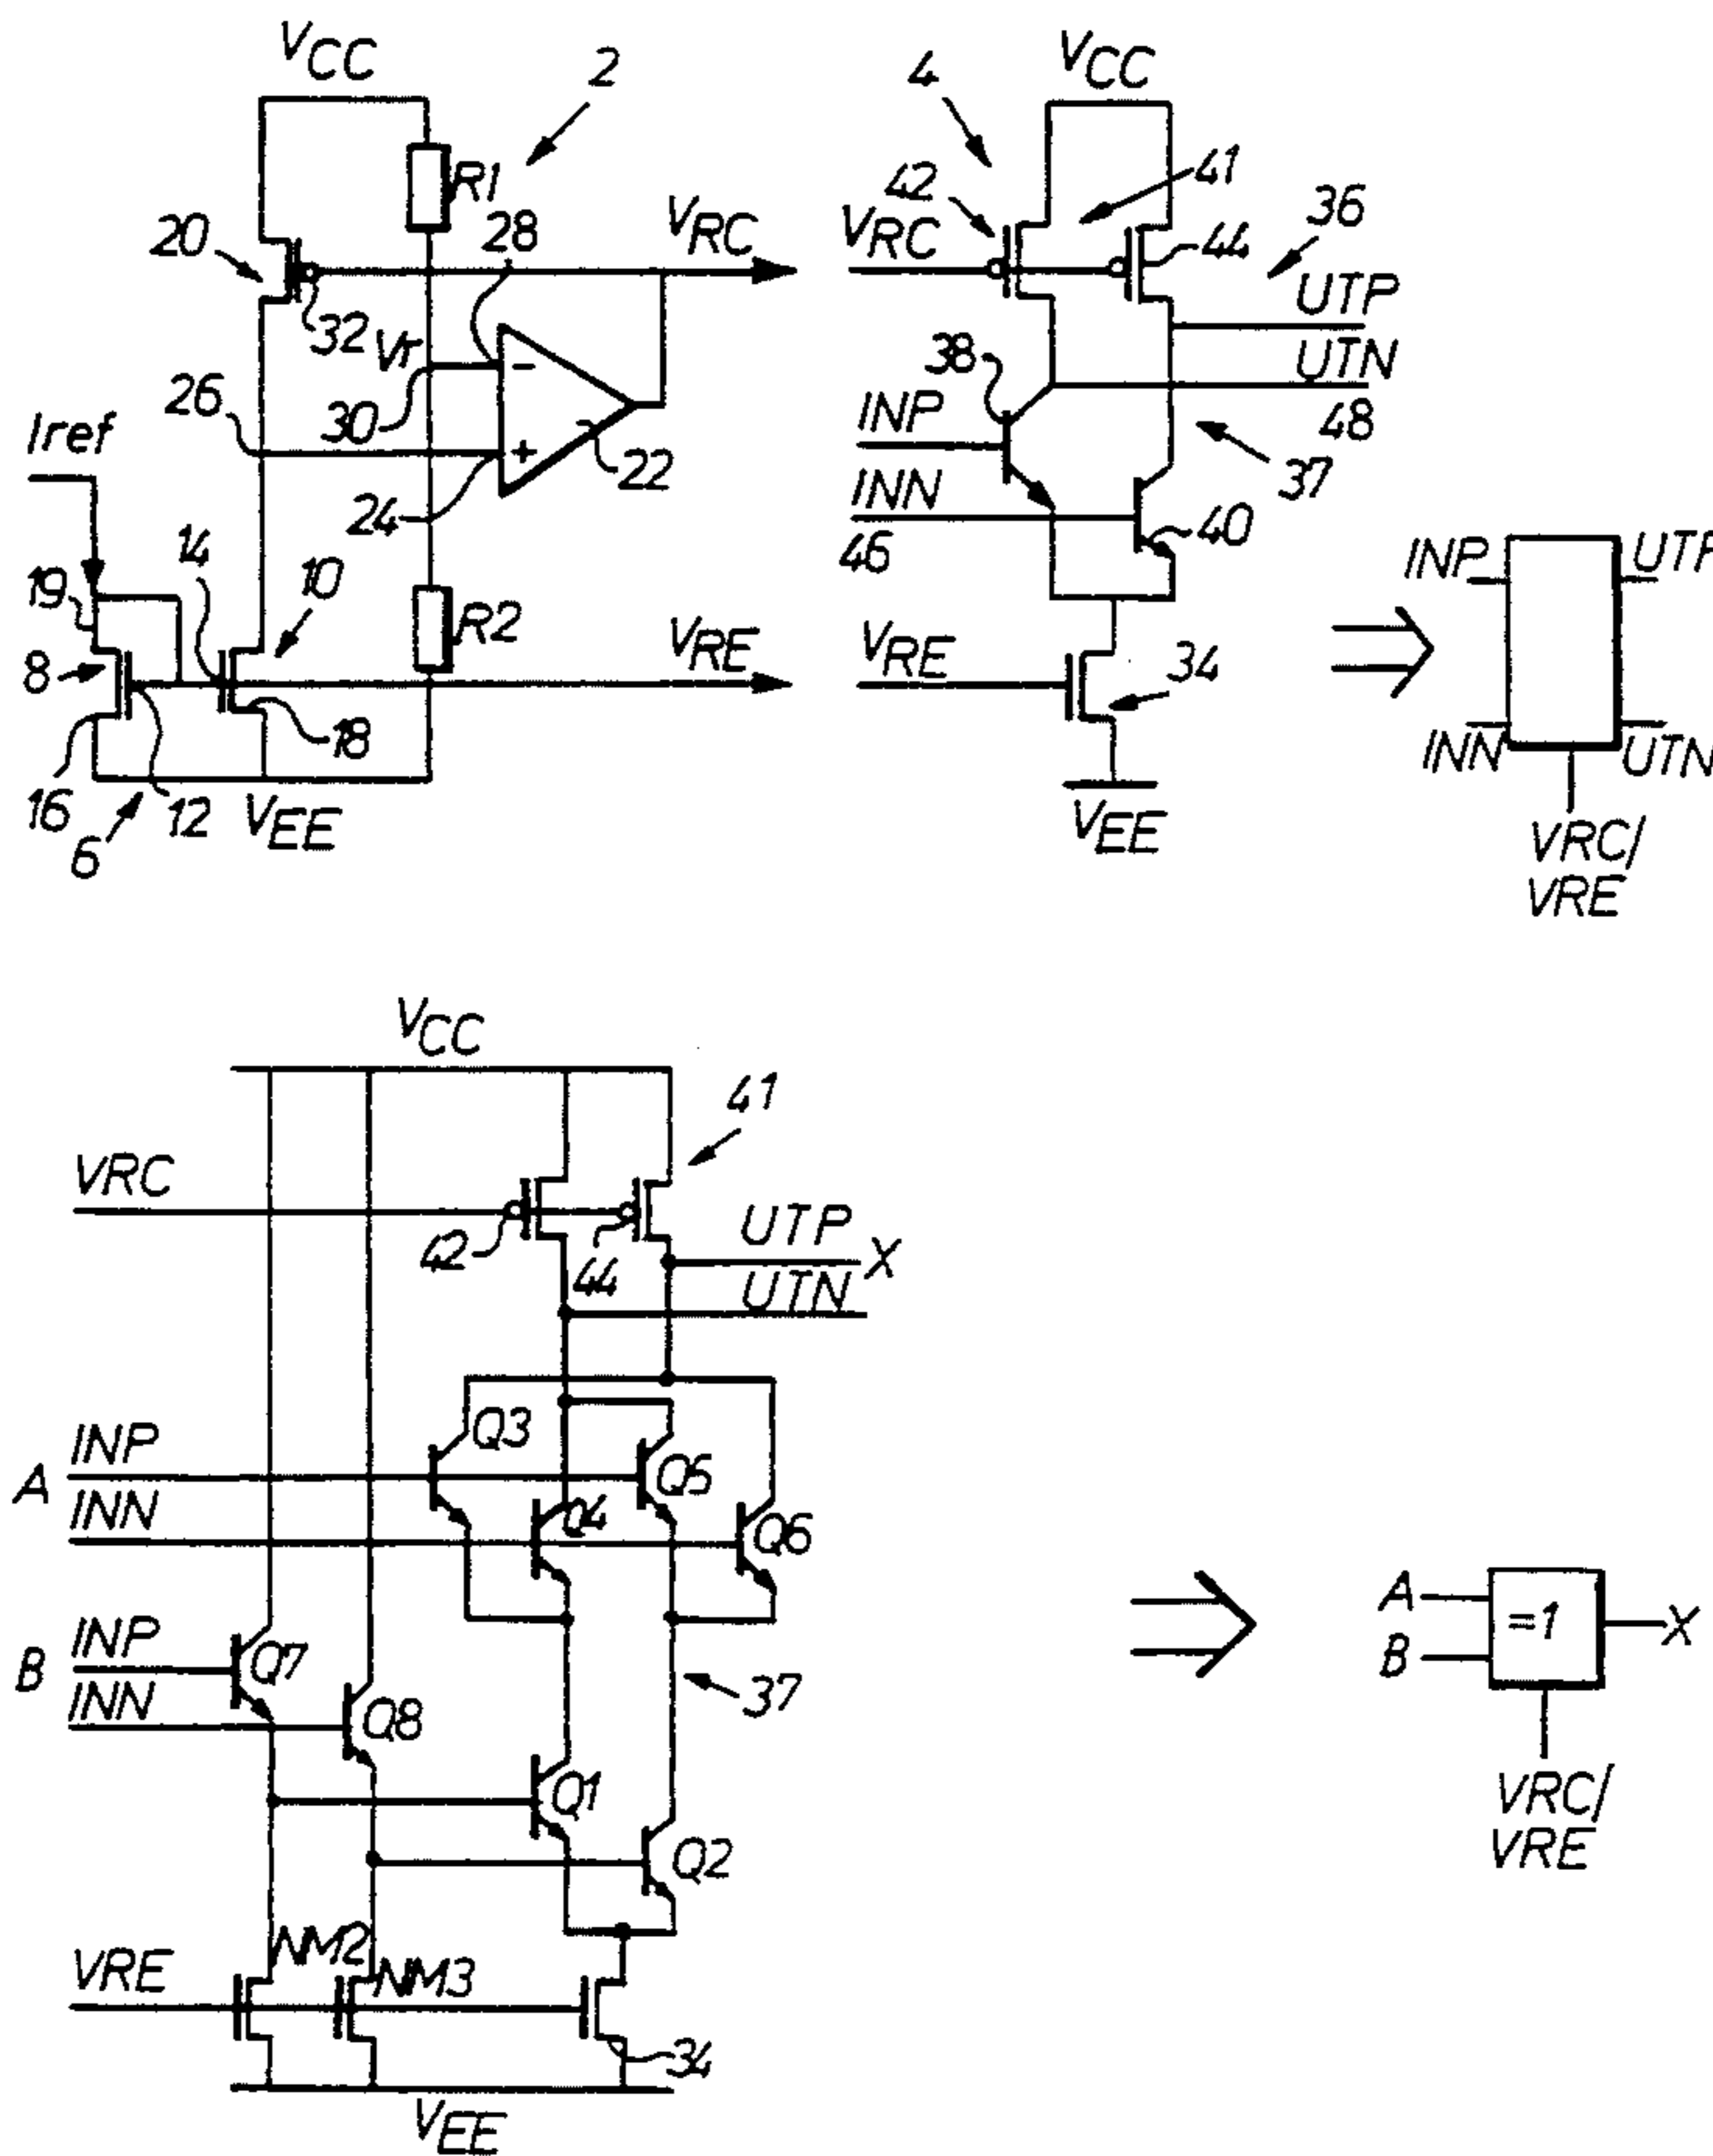 VCC
2
R1
28
VRC
20
32
Vr
26
30
22
Iref
24
19
14
10
R2
VRE
8
18
16
12
VEE
6
4
VCC
42
41
36
VRC
44
UTP
38
UTN
INP
48
INN
37
46
40
VRE
34
VEE
INP
UTP
INN
UTN
VRC/
VRE
VCC
41
VRC
42
44
UTP
X
UTN
INP
Q3
A
Q5
INN
Q4
Q6
INP
B
Q7
INN
Q8
37
Q1
Q2
NM2
VRE
NM3
34
VEE
A
=1
X
B
VRC/
VRE